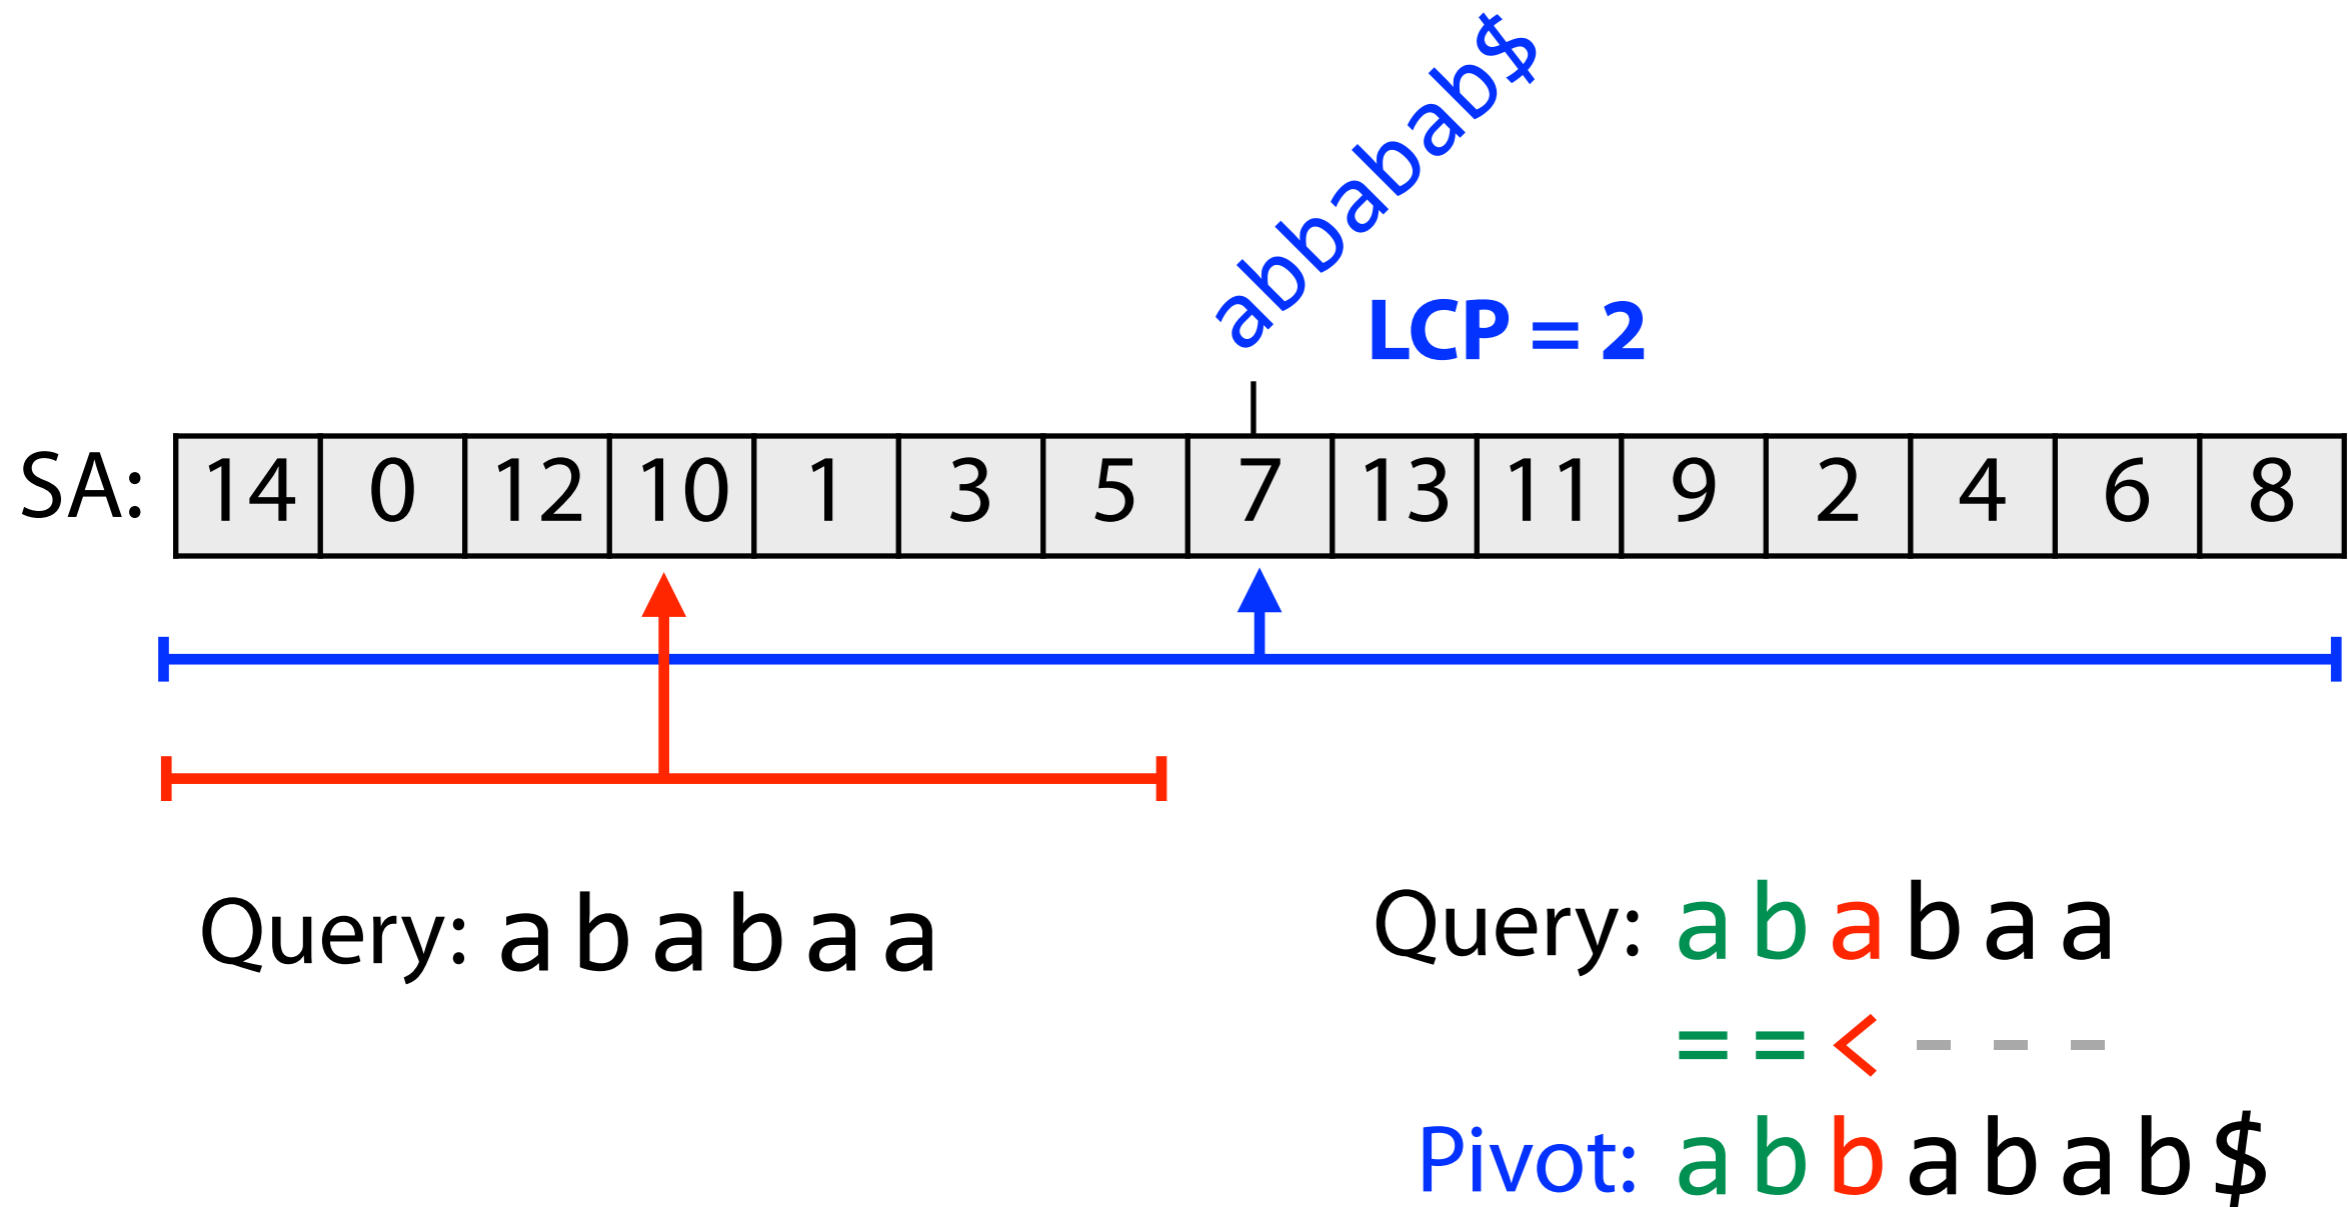 abbabab$
LCP = 2
SA: 14 0 12 10 1 3 5 7 13 11 9 2 4 6 8
Query: a b a b a a
Query: a b a b a a
= = < - - -
Pivot: a b b a b a b $